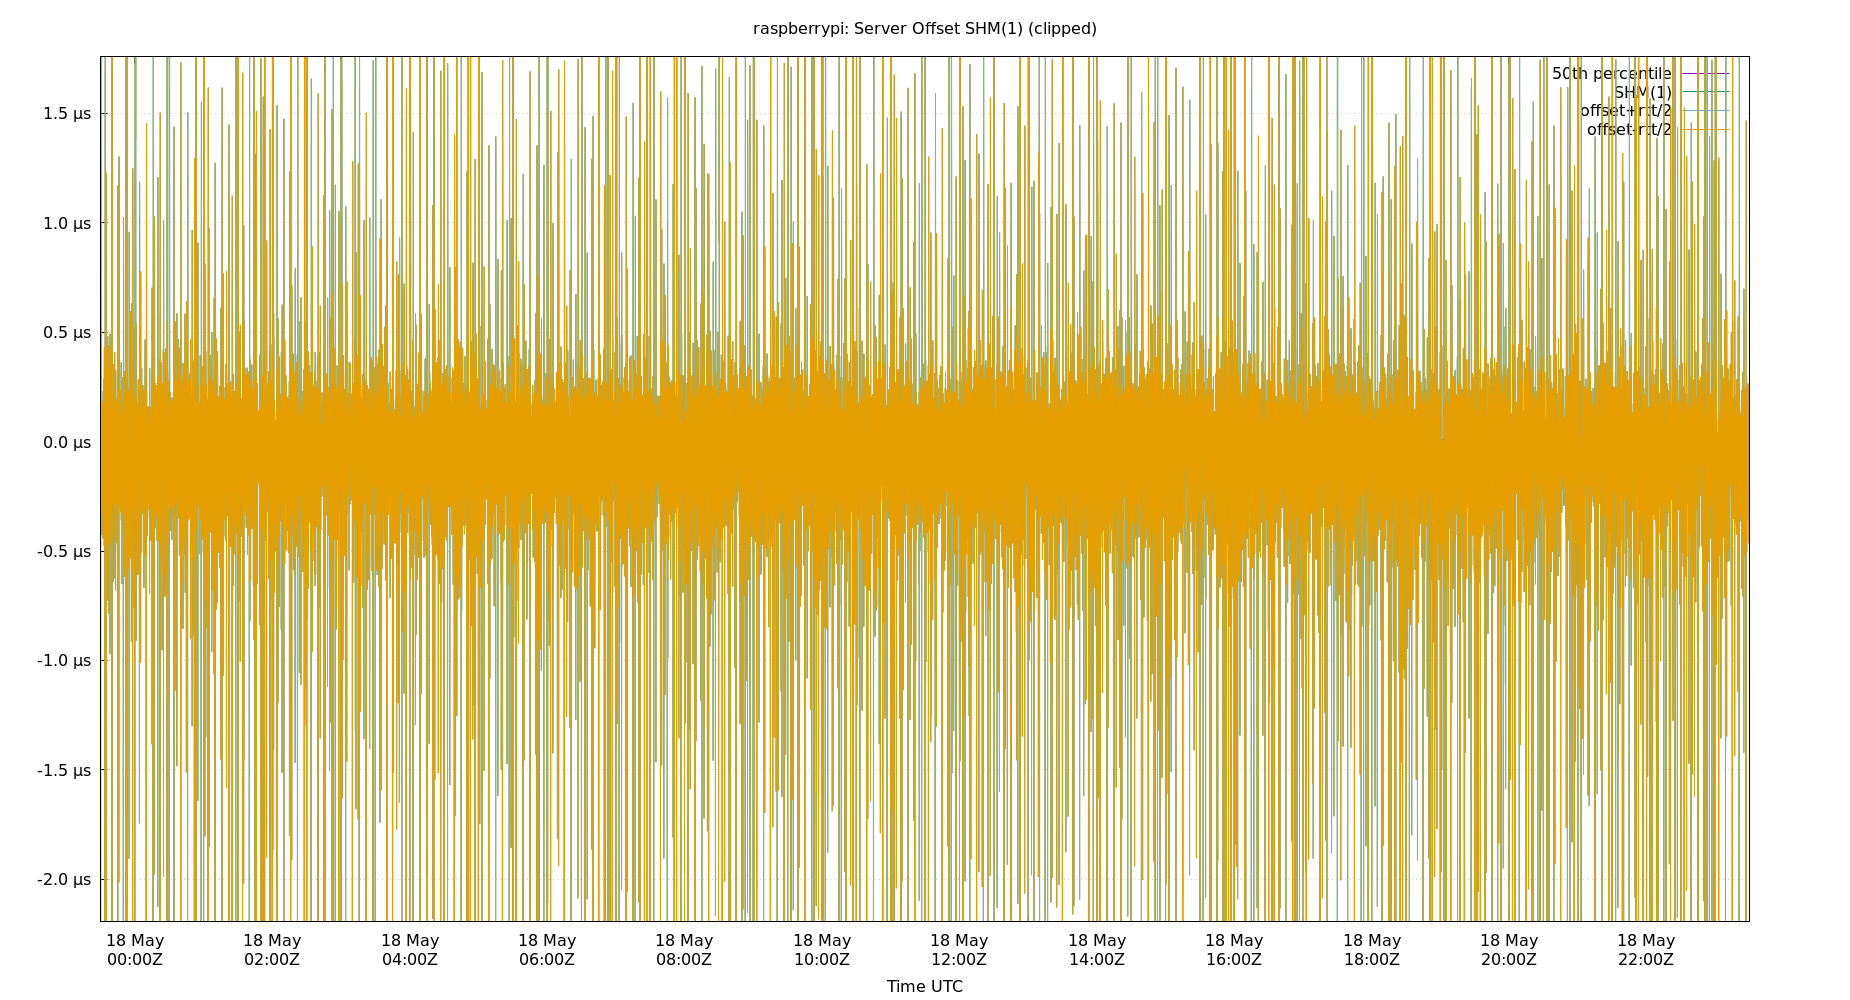 raspberrypi: Server Offset SHM(1) (clipped)
50th percentile
SHM(1)
offset+rtt/2
offset-rtt/2
1.5 µs
1.0 µs
0.5 µs
0.0 µs
-0.5 µs
-1.0 µs
-1.5 µs
-2.0 µs
18 May 18 May 18 May 18 May 18 May 18 May 18 May 18 May 18 May 18 May 18 May 18 May
00:00Z 02:00Z 04:00Z 06:00Z 08:00Z 10:00Z 12:00Z 14:00Z 16:00Z 18:00Z 20:00Z 22:00Z
Time UTC